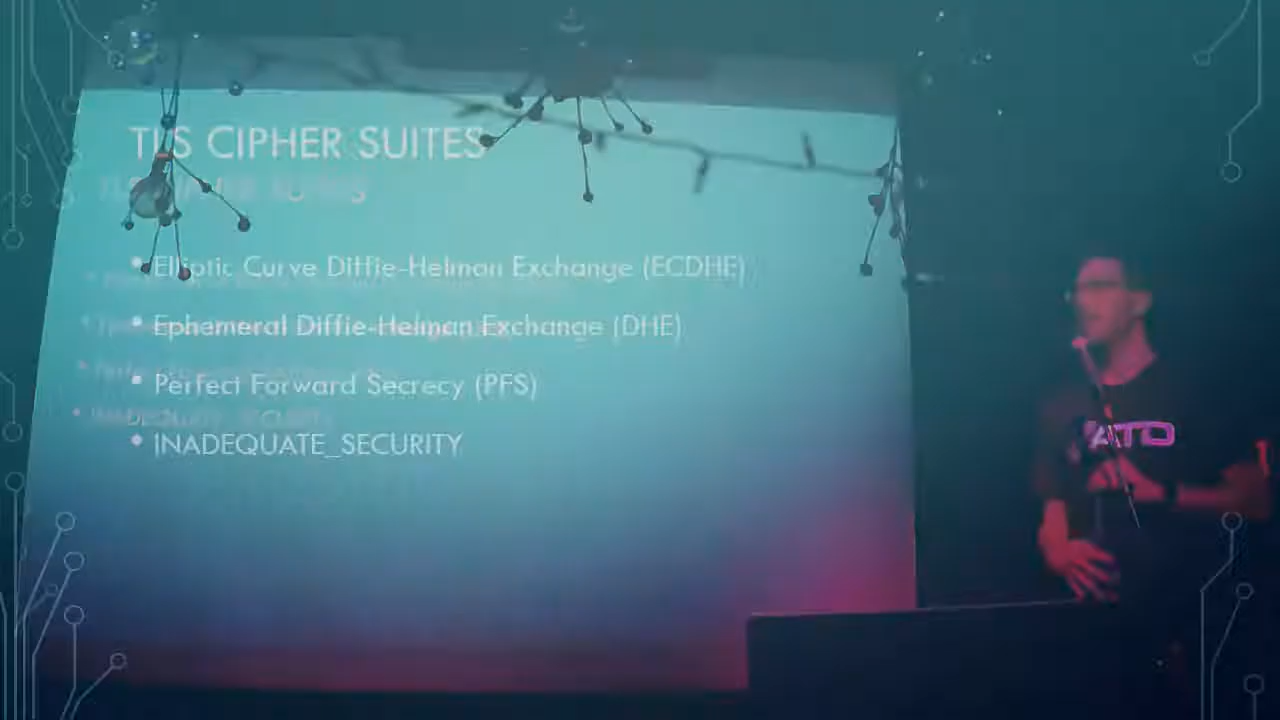 TLS CIPHER SUITES
• Elliptic Curve Diffie-Helman Exchange (ECDHE)
• Ephemeral Diffie-Helman Exchange (DHE)
• Perfect Forward Secrecy (PFS)
• INADEQUATE_SECURITY